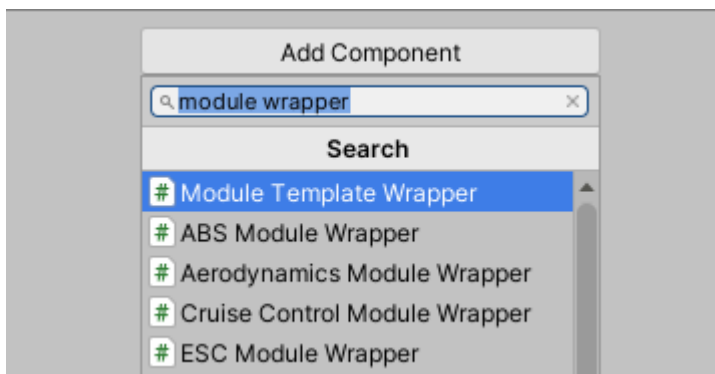 Add Component
module wrapper
Search
# Module Template Wrapper
# ABS Module Wrapper
# Aerodynamics Module Wrapper
# Cruise Control Module Wrapper
# ESC Module Wrapper